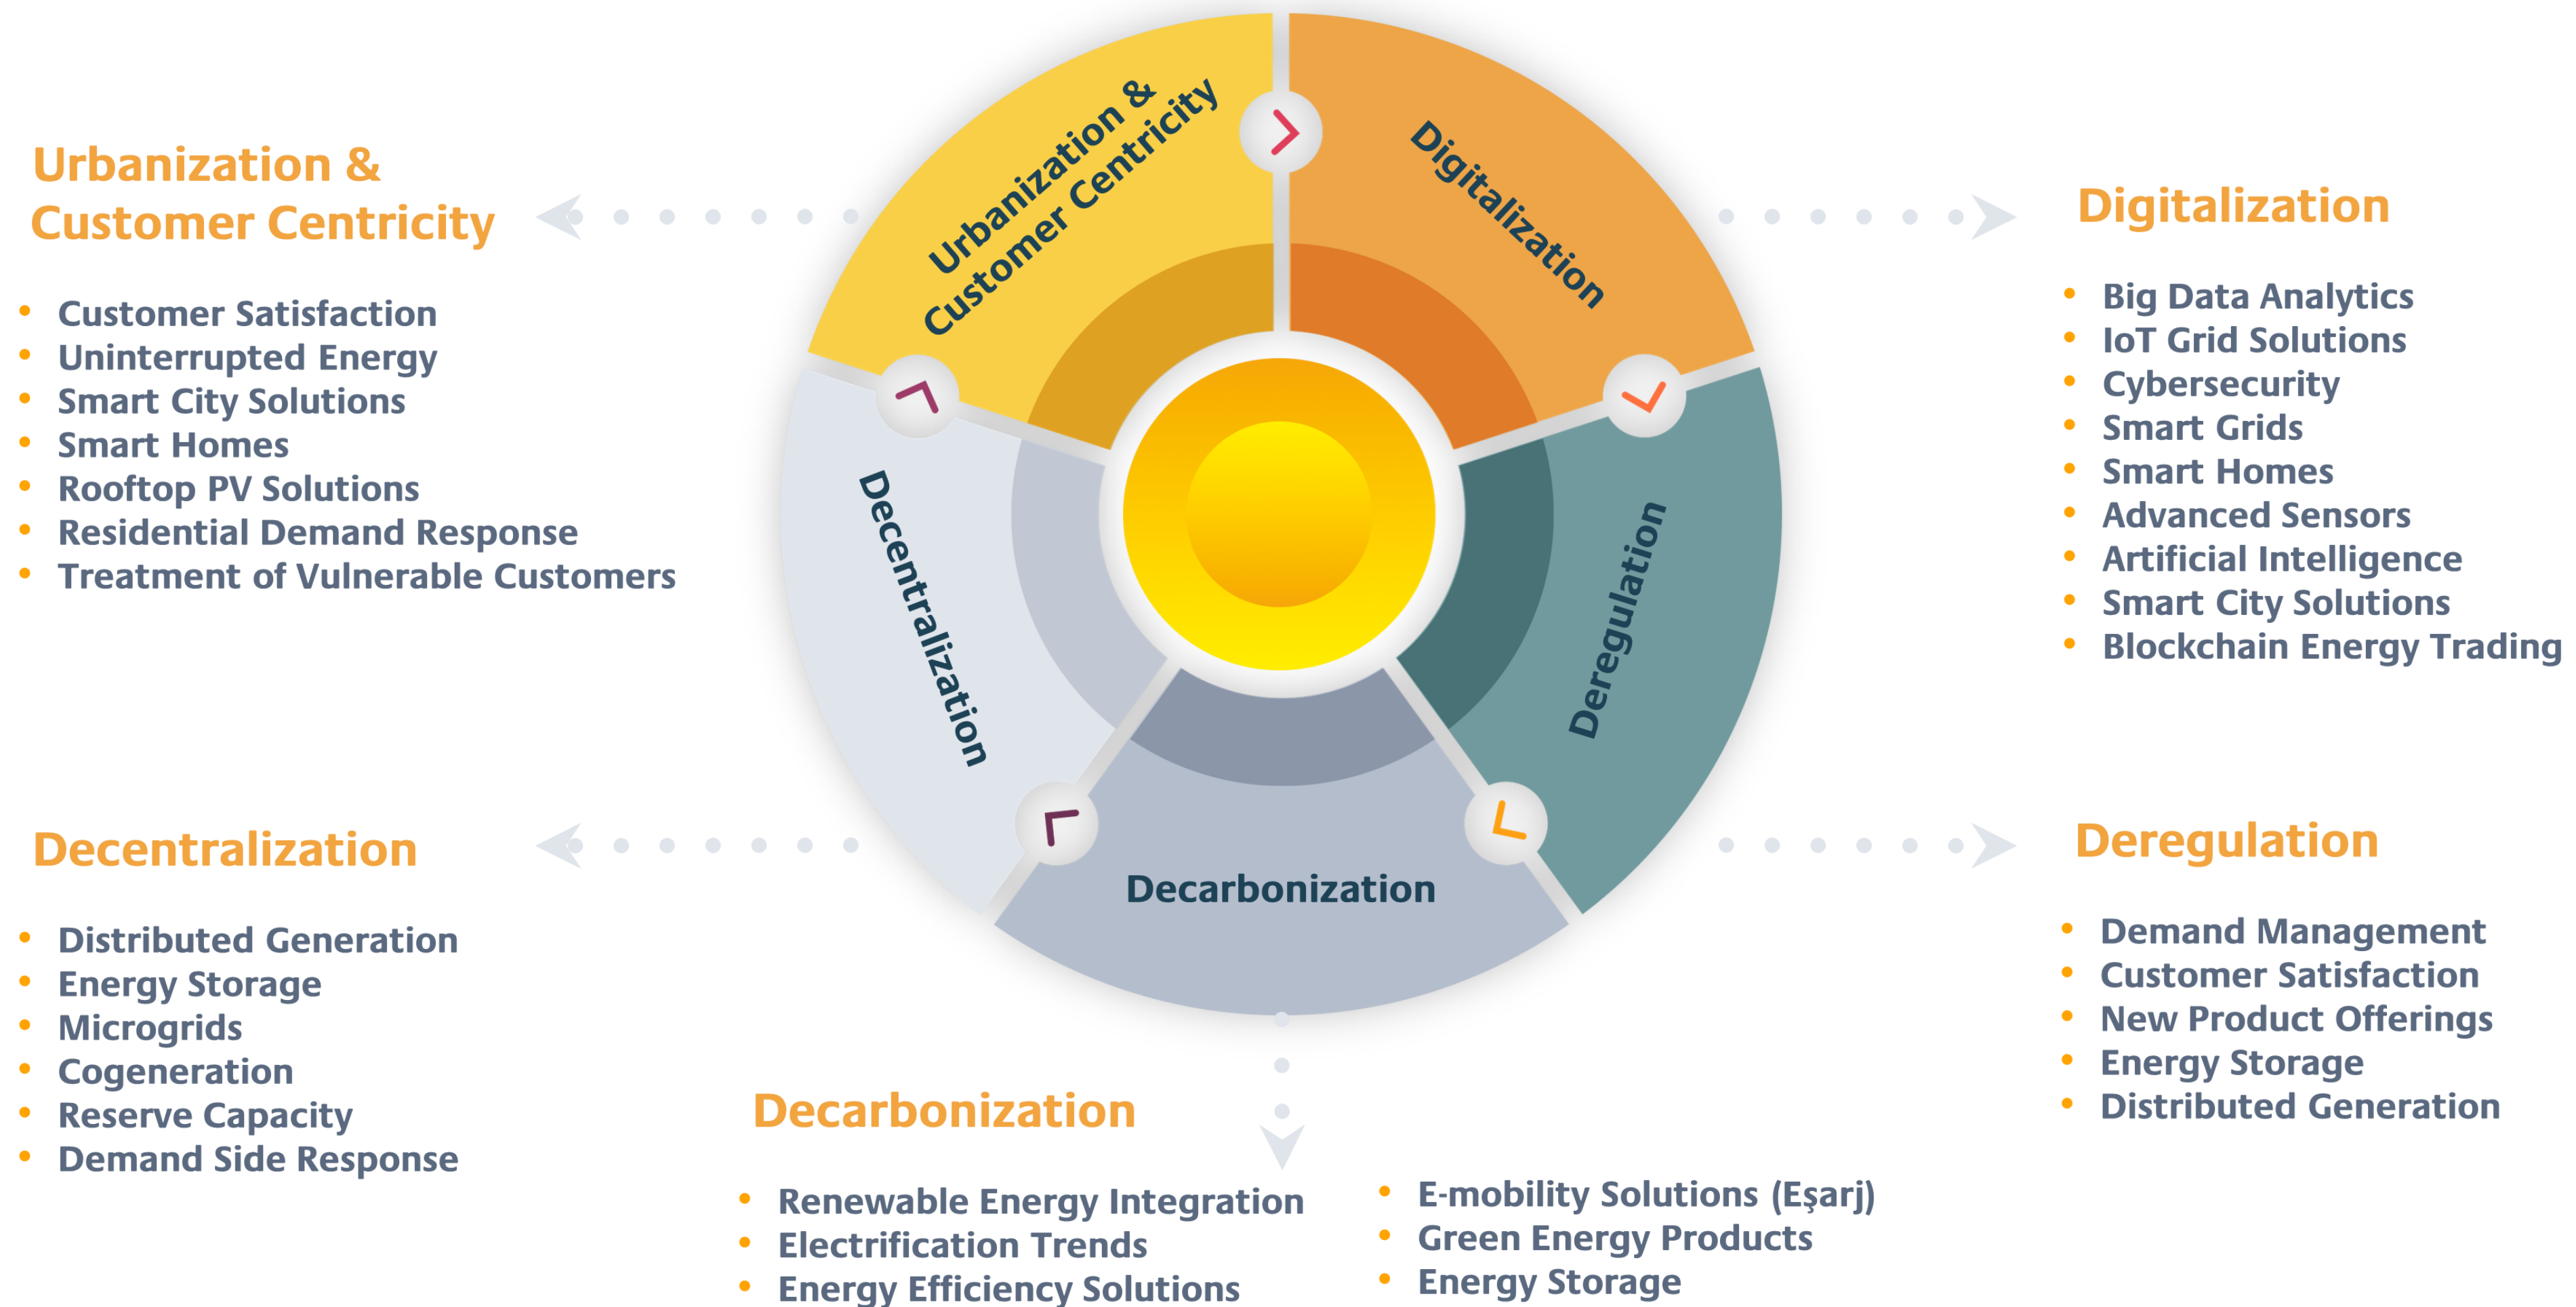 Urbanization &
Customer Centricity
Digitalization
Deregulation
Decarbonization
Decentralization
Urbanization &
Customer Centricity
• Customer Satisfaction
• Uninterrupted Energy
• Smart City Solutions
• Smart Homes
• Rooftop PV Solutions
• Residential Demand Response
• Treatment of Vulnerable Customers
Digitalization
• Big Data Analytics
• IoT Grid Solutions
• Cybersecurity
• Smart Grids
• Smart Homes
• Advanced Sensors
• Artificial Intelligence
• Smart City Solutions
• Blockchain Energy Trading
Decentralization
• Distributed Generation
• Energy Storage
• Microgrids
• Cogeneration
• Reserve Capacity
• Demand Side Response
Deregulation
• Demand Management
• Customer Satisfaction
• New Product Offerings
• Energy Storage
• Distributed Generation
Decarbonization
• Renewable Energy Integration
• Electrification Trends
• Energy Efficiency Solutions
• E-mobility Solutions (Eşarj)
• Green Energy Products
• Energy Storage